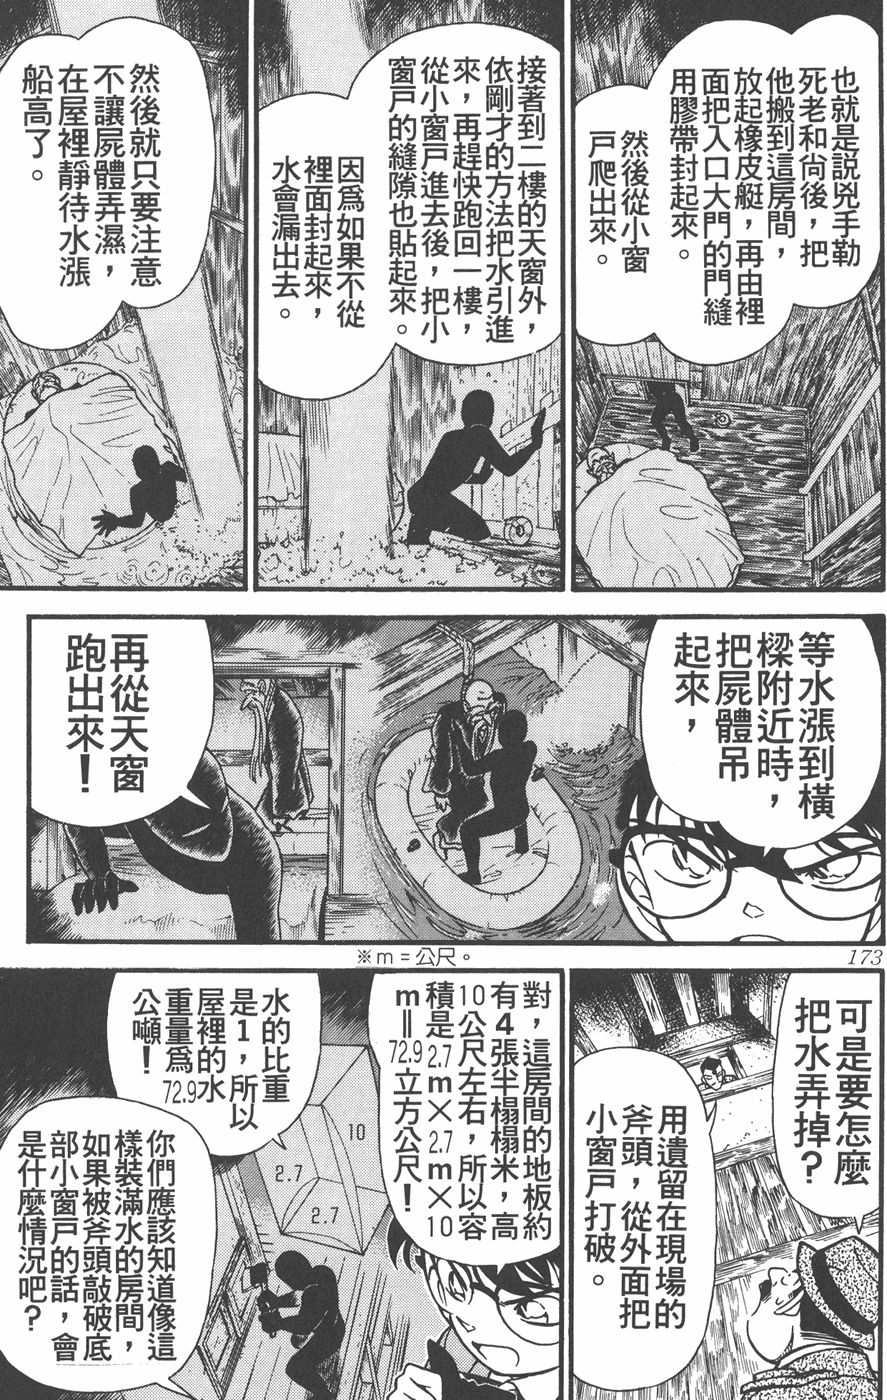 也就是說兇手勒
死老和尚後，把
他搬到這房間，
放起橡皮艇，再由裡
面把入口大門的門縫
用膠帶封起來。
然後從小窗
戶爬出來。
接著到二樓的天窗外，
依剛才的方法把水引進
來，再趕快跑回一樓，
從小窗戶進去後，把小
窗戶的縫隙也貼起來。
因為如果不從
裡面封起來，
水會漏出去。
然後就只要注意
不讓屍體弄濕，
在屋裡靜待水漲
船高了。
等水漲到橫
樑附近時，
把屍體吊
起來，
再從天窗
跑出來！
※m=公尺。
173
可是要怎麼
把水弄掉？
用遺留在現場的
斧頭，從外面把
小窗戶打破。
對，這房間的地板約
有4張半榻榻米，高
10公尺左右，所以容
積是2.7m×2.7m×10
m＝72.9立方公尺！
水的比重
是1，所以
屋裡的水
重量為72.9
公噸！
10
2.7
2.7
你們應該知道像這
樣裝滿水的房間，
如果被斧頭敲破底
部小窗戶的話，會
是什麼情況吧？